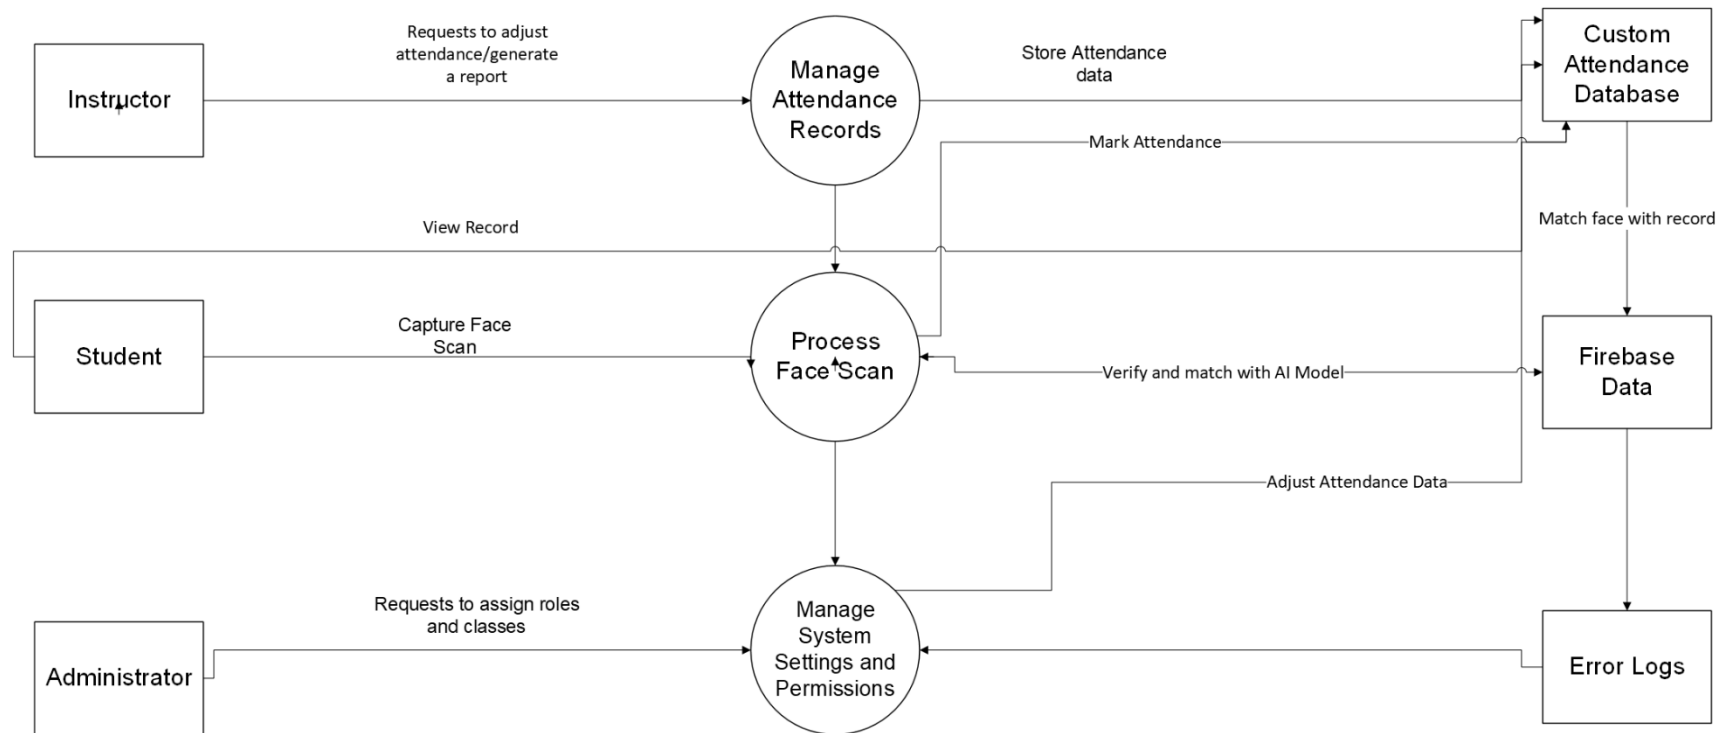 Requests to adjust
attendance/generate
a report
Instructor
Manage
Attendance
Records
Store Attendance
data
Custom
Attendance
Database
Mark Attendance
View Record
Match face with record
Capture Face
Scan
Student
Process
Face Scan
Verify and match with AI Model
Firebase
Data
Adjust Attendance Data
Requests to assign roles
and classes
Administrator
Manage
System
Settings and
Permissions
Error Logs